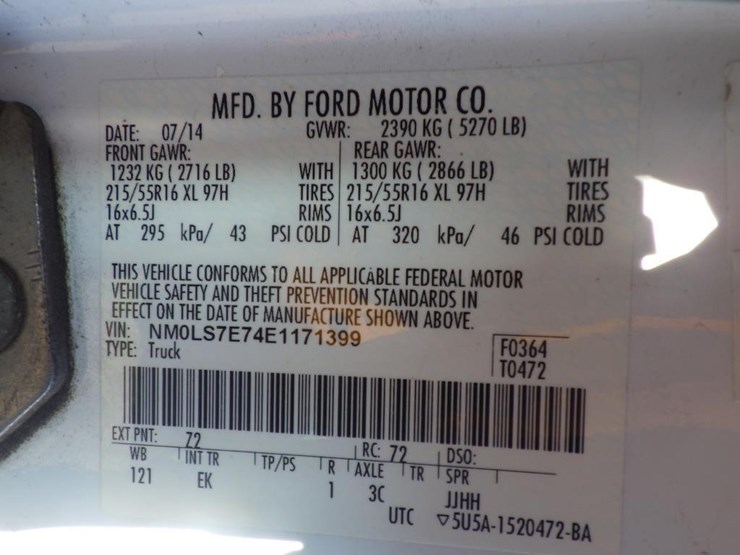 MFD. BY FORD MOTOR CO.
DATE: 07/14 GVWR: 2390 KG ( 5270 LB)
FRONT GAWR: REAR GAWR:
1232 KG ( 2716 LB) WITH 1300 KG ( 2866 LB) WITH
215/55R16 XL 97H TIRES 215/55R16 XL 97H TIRES
16x6.5J RIMS 16x6.5J RIMS
AT 295 kPa/ 43 PSI COLD AT 320 kPa/ 46 PSI COLD
THIS VEHICLE CONFORMS TO ALL APPLICABLE FEDERAL MOTOR
VEHICLE SAFETY AND THEFT PREVENTION STANDARDS IN
EFFECT ON THE DATE OF MANUFACTURE SHOWN ABOVE.
VIN: NM0LS7E74E1171399
TYPE: Truck F0364
T0472
EXT PNT: 72 RC: 72 DSO:
WB INT TR TP/PS R AXLE TR SPR
121 EK 1 3C JJHH
UTC ▽5U5A-1520472-BA